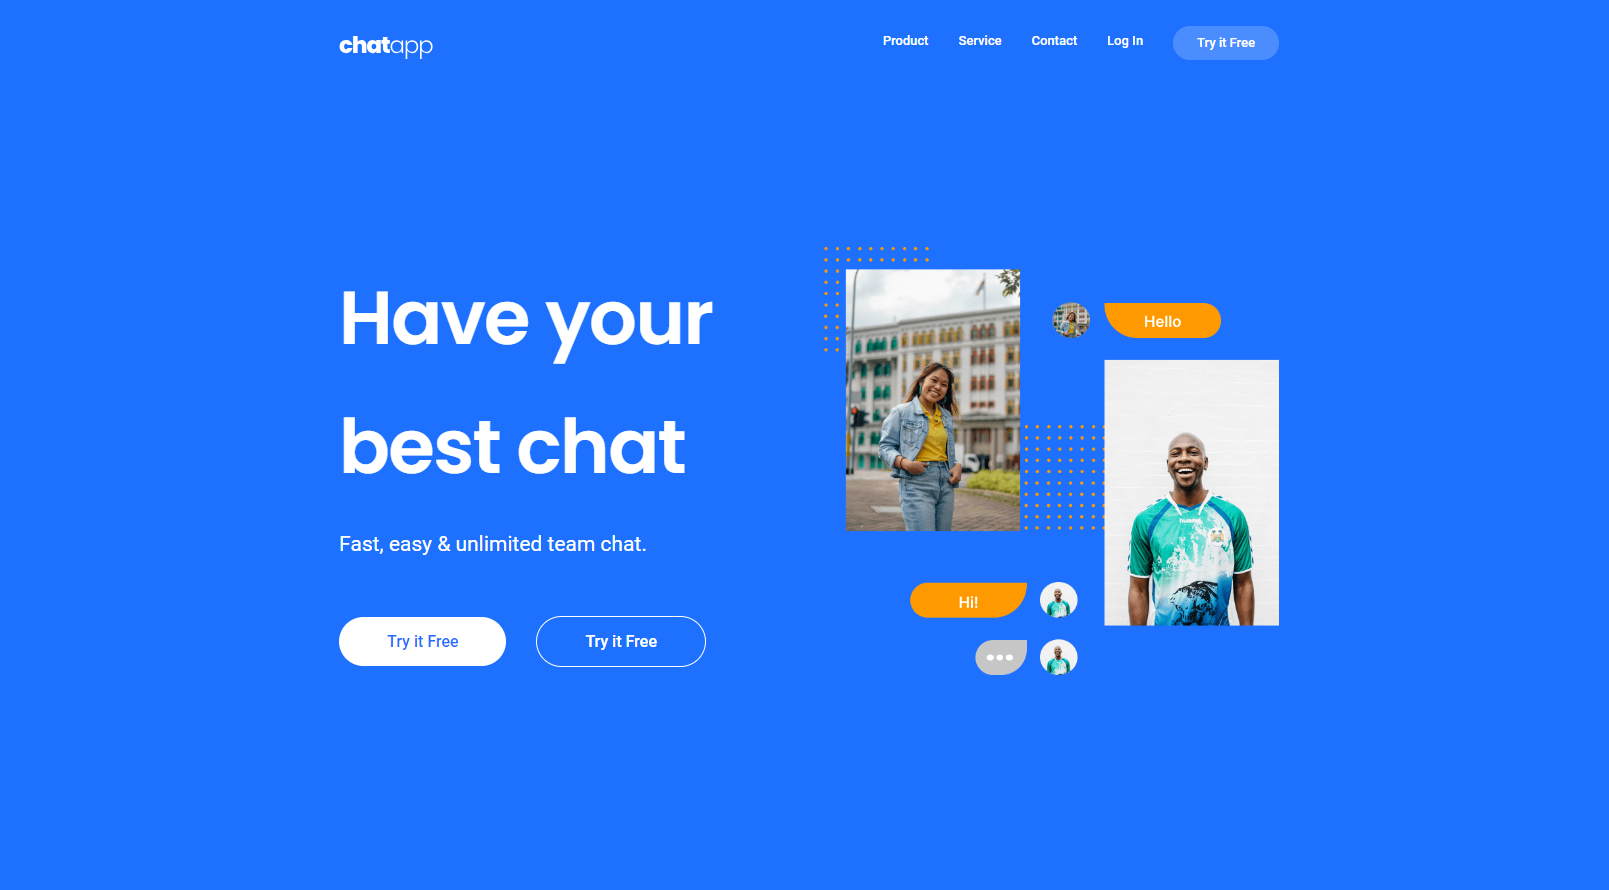 chatapp
Product Service Contact Log In Try it Free
Have your
best chat
Fast, easy & unlimited team chat.
Try it Free Try it Free
Hello
Hi!